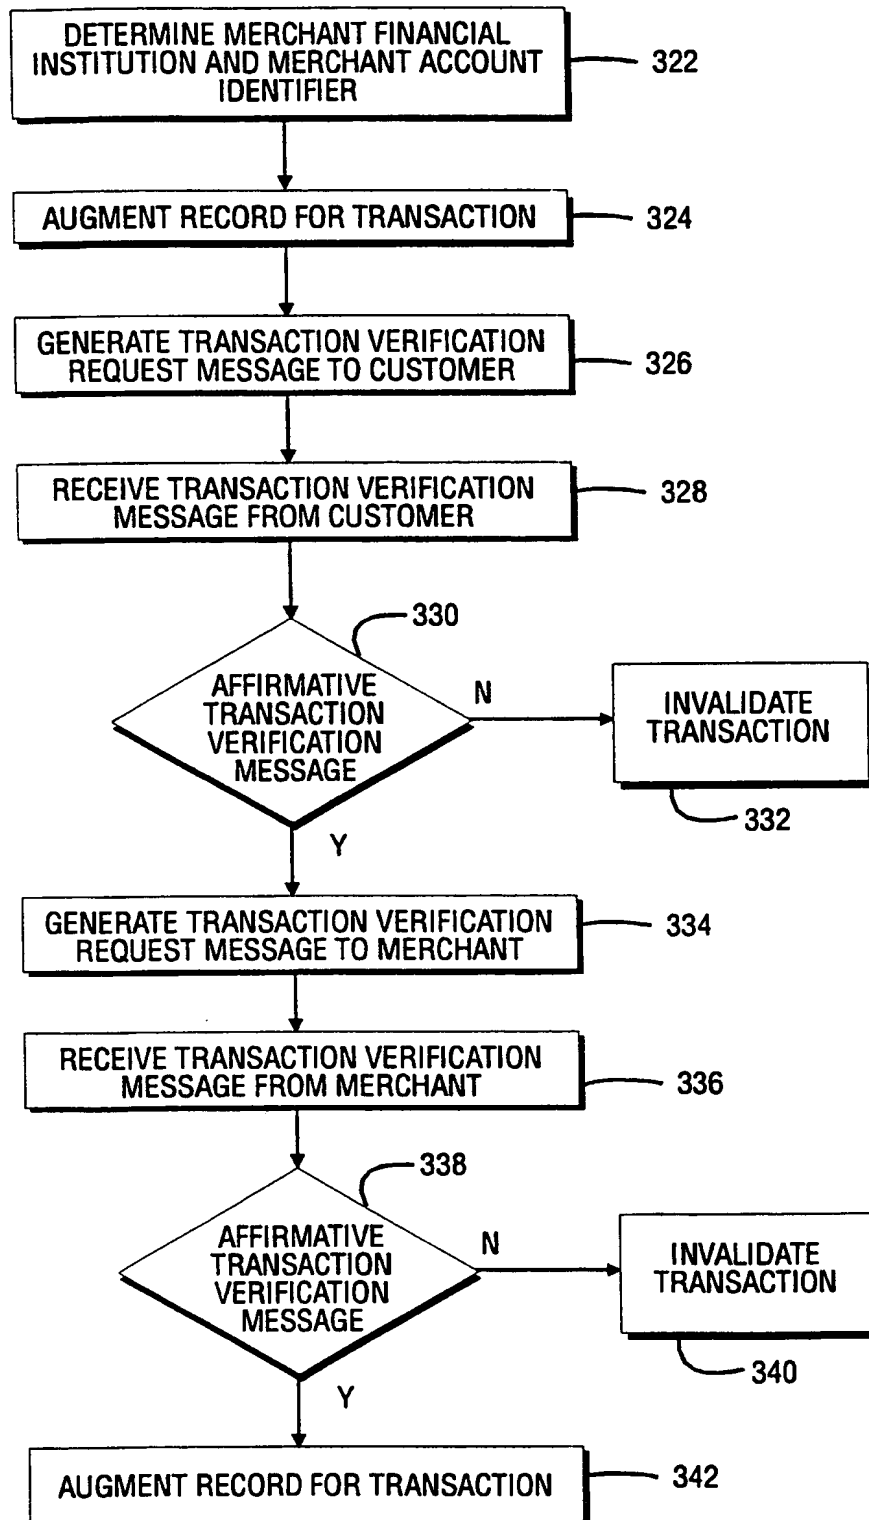 DETERMINE MERCHANT FINANCIAL
INSTITUTION AND MERCHANT ACCOUNT
IDENTIFIER
322
AUGMENT RECORD FOR TRANSACTION
324
GENERATE TRANSACTION VERIFICATION
REQUEST MESSAGE TO CUSTOMER
326
RECEIVE TRANSACTION VERIFICATION
MESSAGE FROM CUSTOMER
328
330
AFFIRMATIVE
TRANSACTION
VERIFICATION
MESSAGE
N
INVALIDATE
TRANSACTION
332
Y
GENERATE TRANSACTION VERIFICATION
REQUEST MESSAGE TO MERCHANT
334
RECEIVE TRANSACTION VERIFICATION
MESSAGE FROM MERCHANT
336
338
AFFIRMATIVE
TRANSACTION
VERIFICATION
MESSAGE
N
INVALIDATE
TRANSACTION
340
Y
AUGMENT RECORD FOR TRANSACTION
342